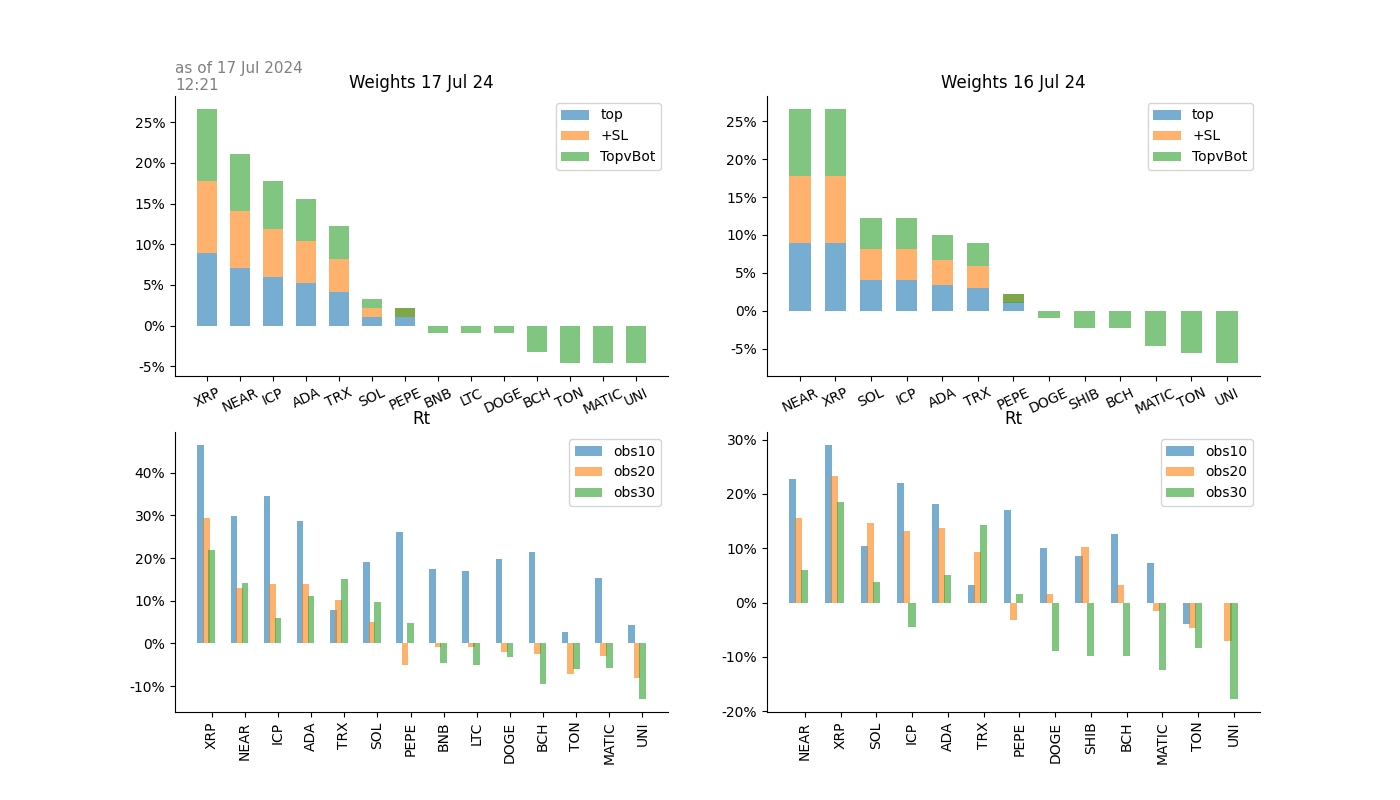 as of 17 Jul 2024
12:21
Weights 17 Jul 24
25%
20%
15%
10%
5%
0%
-5%
top
+SL
TopvBot
XRP NEAR ICP ADA TRX SOL PEPE BNB LTC DOGE BCH TON MATIC UNI
Weights 16 Jul 24
25%
20%
15%
10%
5%
0%
-5%
top
+SL
TopvBot
NEAR XRP SOL ICP ADA TRX PEPE DOGE SHIB BCH MATIC TON UNI
Rt
40%
30%
20%
10%
0%
-10%
obs10
obs20
obs30
XRP NEAR ICP ADA TRX SOL PEPE BNB LTC DOGE BCH TON MATIC UNI
Rt
30%
20%
10%
0%
-10%
-20%
obs10
obs20
obs30
NEAR XRP SOL ICP ADA TRX PEPE DOGE SHIB BCH MATIC TON UNI